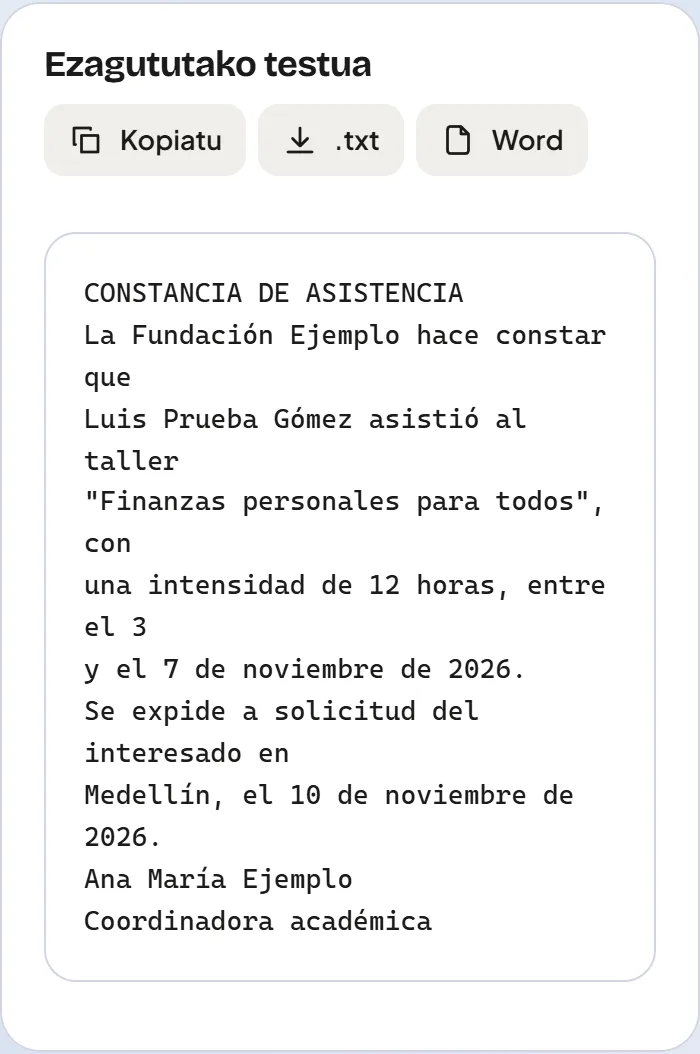 Ezagututako testua
Kopiatu
.txt
Word
CONSTANCIA DE ASISTENCIA
La Fundación Ejemplo hace constar
que
Luis Prueba Gómez asistió al
taller
"Finanzas personales para todos",
con
una intensidad de 12 horas, entre
el 3
y el 7 de noviembre de 2026.
Se expide a solicitud del
interesado en
Medellín, el 10 de noviembre de
2026.
Ana María Ejemplo
Coordinadora académica